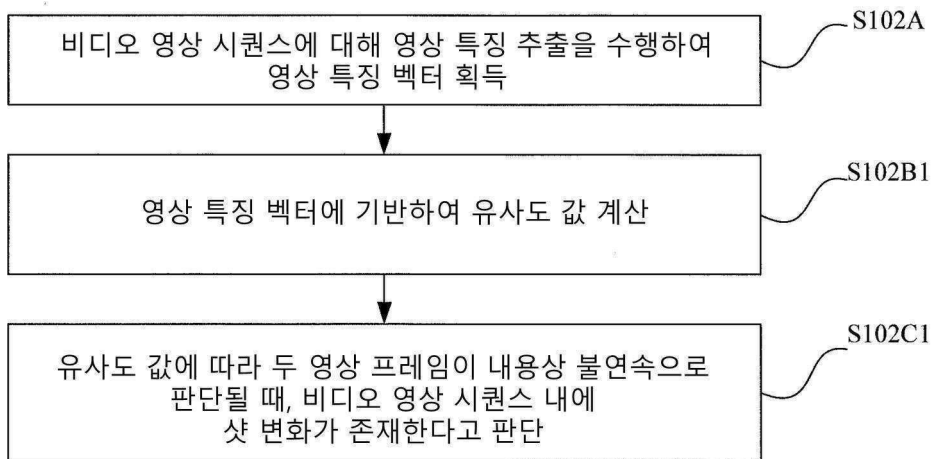 비디오 영상 시퀀스에 대해 영상 특징 추출을 수행하여
영상 특징 벡터 획득
S102A
영상 특징 벡터에 기반하여 유사도 값 계산
S102B1
유사도 값에 따라 두 영상 프레임이 내용상 불연속으로
판단될 때, 비디오 영상 시퀀스 내에
샷 변화가 존재한다고 판단
S102C1